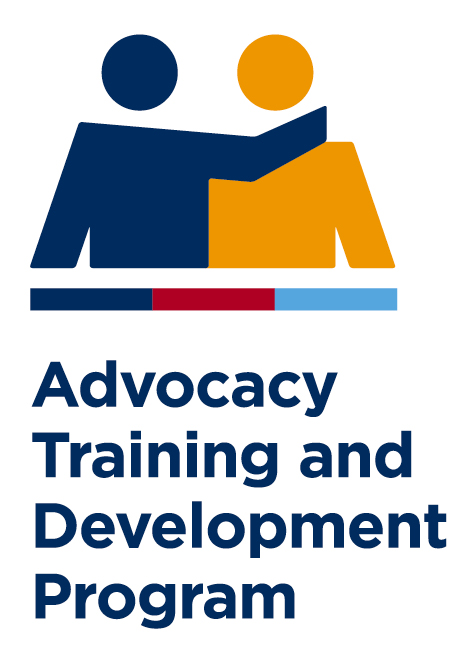 Advocacy
Training and
Development
Program